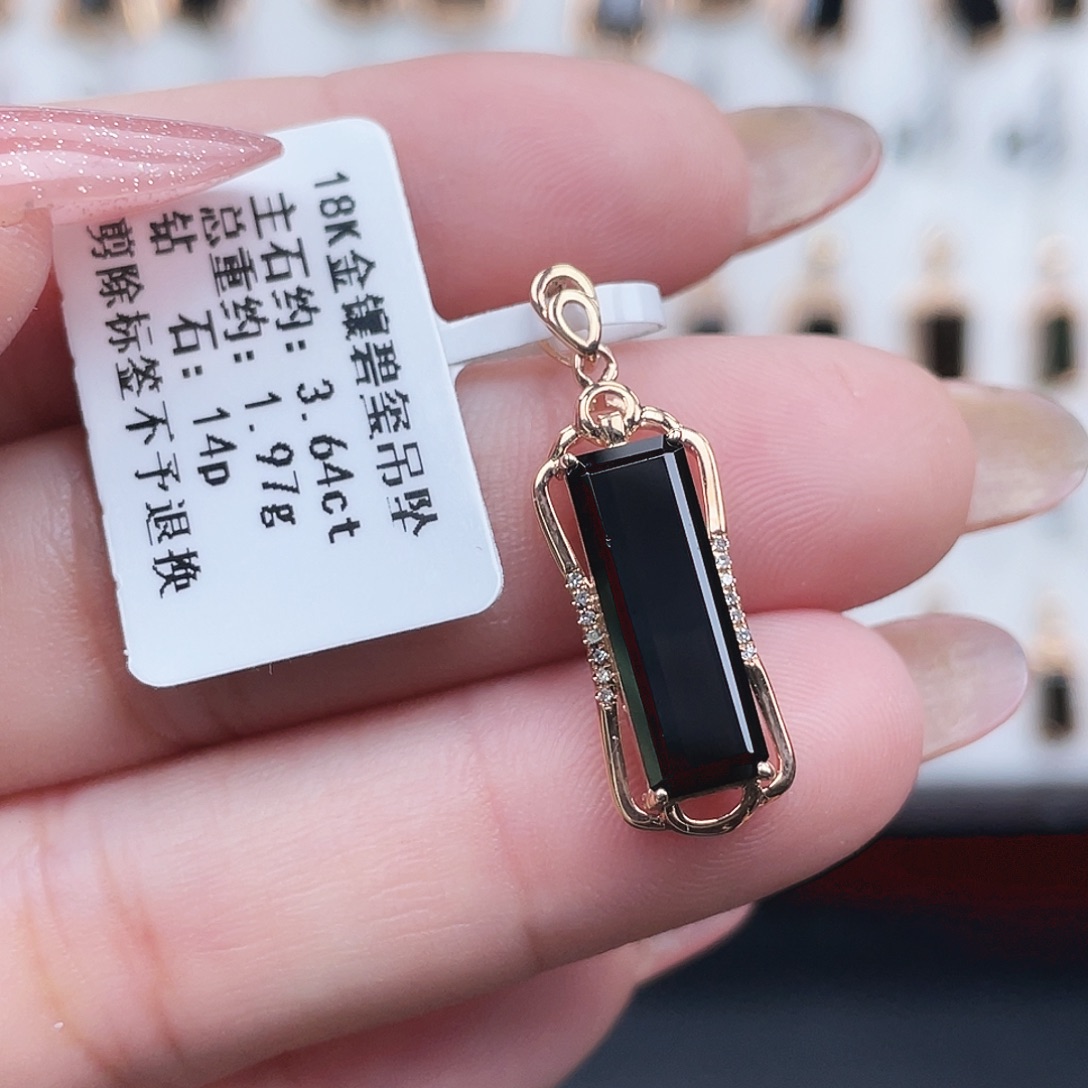 18K金镶碧玺吊坠
主石约: 3.64ct
总重约: 1.97g
钻 石: 14p
剪除标签不予退换